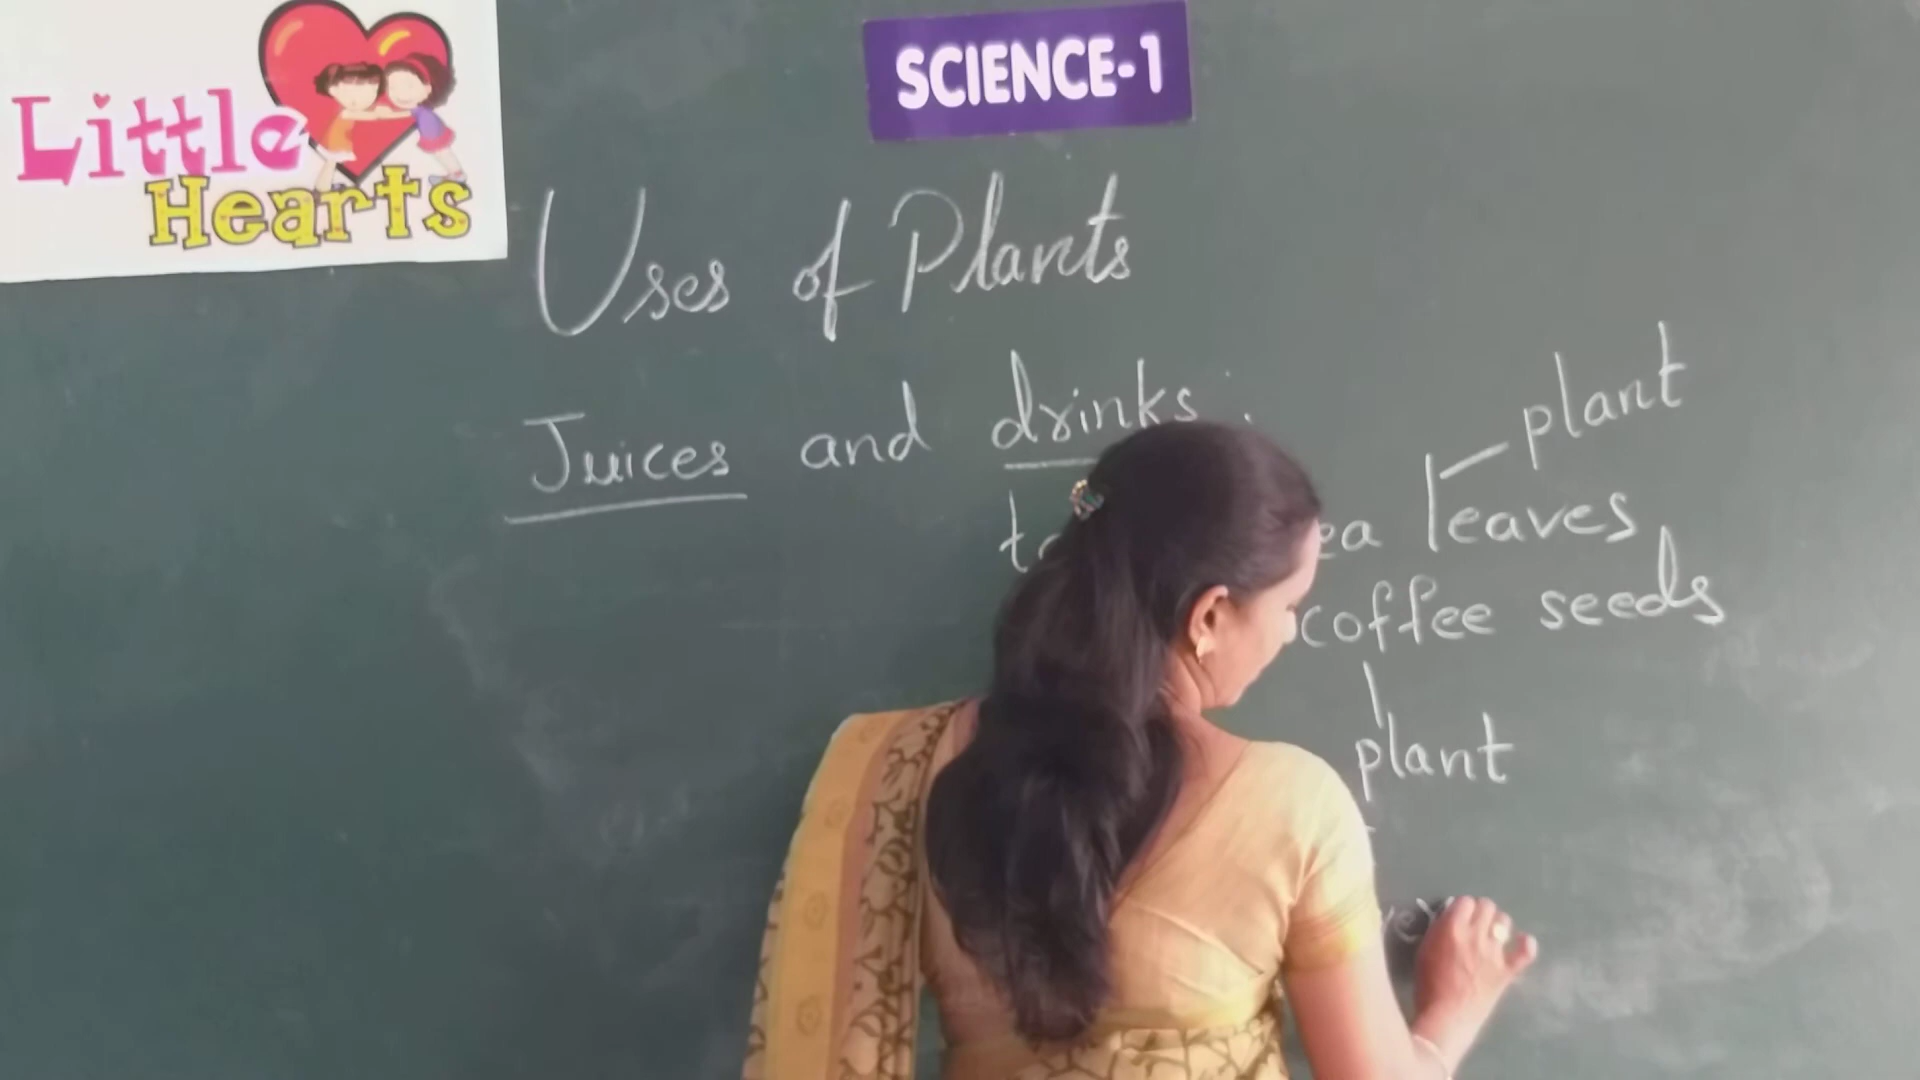 Little
Hearts
SCIENCE-1
Uses of Plants
Juices and drinks :
plant
leaves
coffee seeds
plant